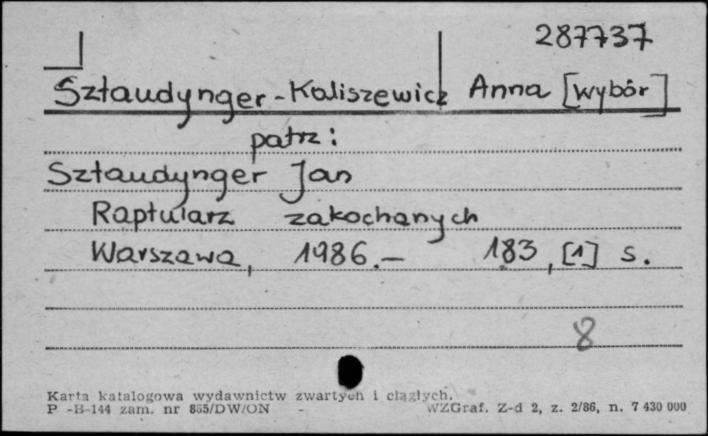 287737
Sztaudynger-Kaliszewicz Anna [wybór]
patrz:
Sztaudynger Jan
Raptularz zakochanych
Warszawa, 1986.— 183, [1] s.
8
Karta katalogowa wydawnictw zwartych i ciągłych.
P -B-144 zam. nr 855/DW/ON - WZGraf. Z-d 2, z. 2/86, n. 7 430 000